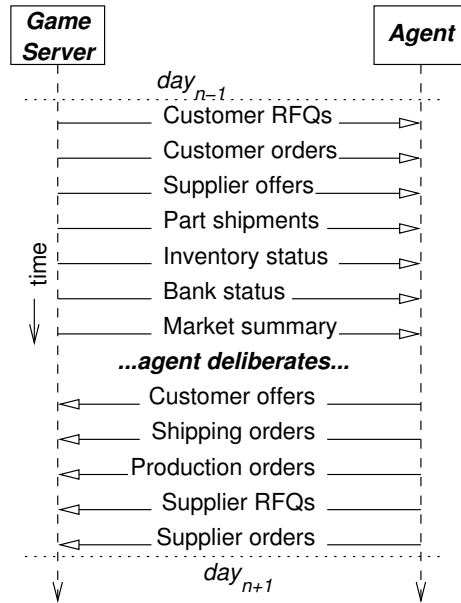 Game
Server
Agent
day n−1
Customer RFQs
Customer orders
Supplier offers
Part shipments
Inventory status
time
Bank status
Market summary
...agent deliberates...
Customer offers
Shipping orders
Production orders
Supplier RFQs
Supplier orders
day n+1